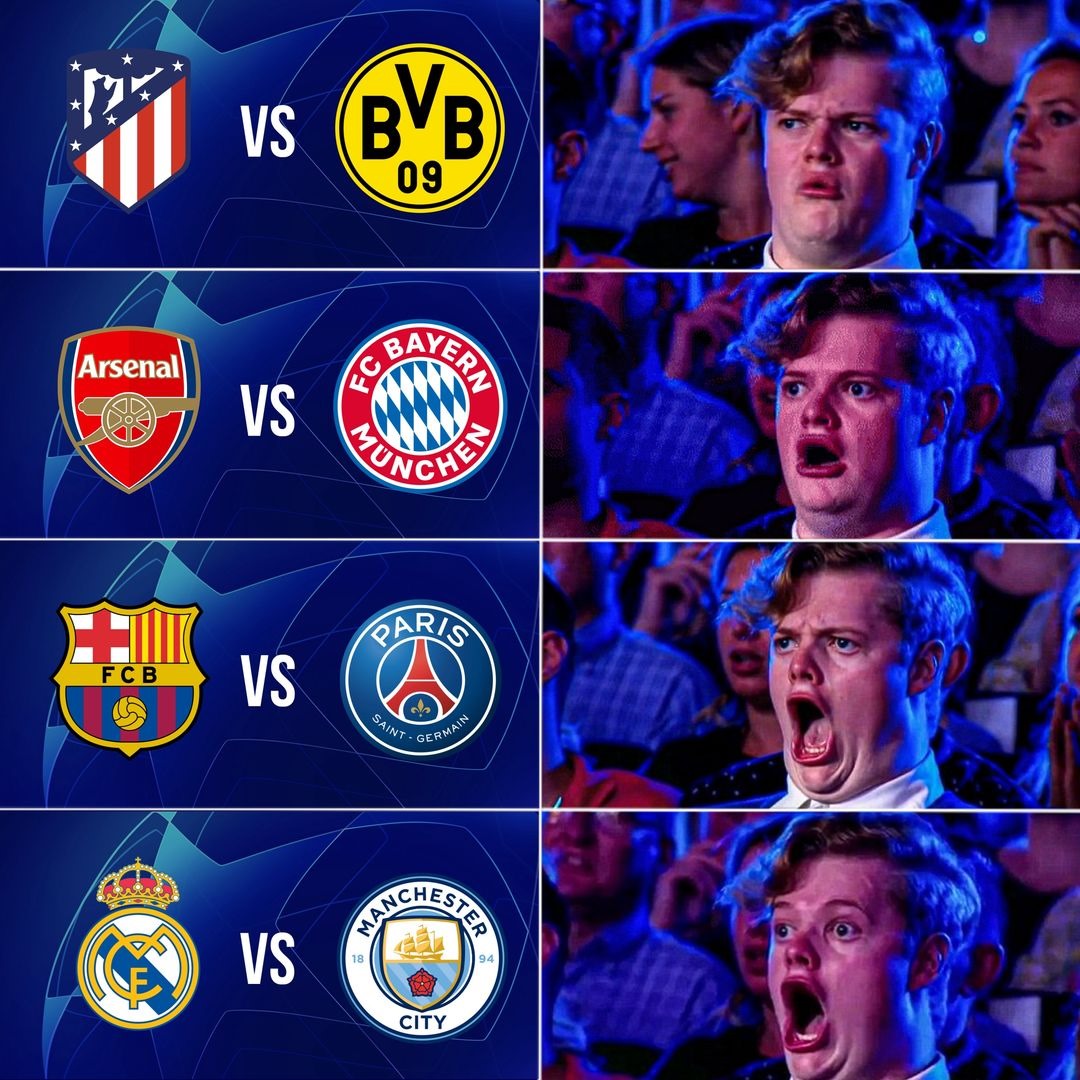 VS
BVB
09
Arsenal
VS
FC BAYERN
MÜNCHEN
FCB
VS
PARIS
SAINT-GERMAIN
VS
MANCHESTER
18 94
CITY